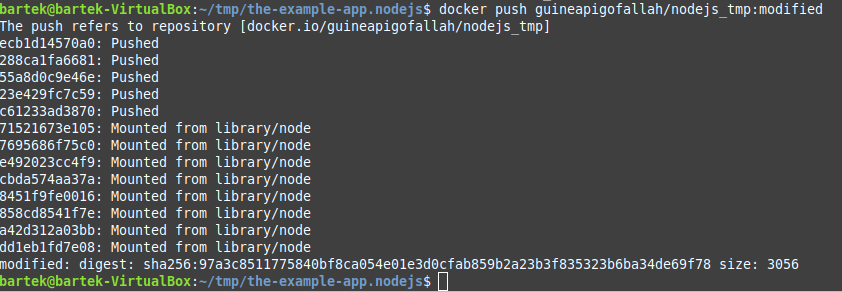 bartek@bartek-VirtualBox:~/tmp/the-example-app.nodejs$ docker push guineapigofallah/nodejs_tmp:modified
The push refers to repository [docker.io/guineapigofallah/nodejs_tmp]
ecb1d14570a0: Pushed
288ca1fa6681: Pushed
55a8d0c9e46e: Pushed
23e429fc7c59: Pushed
c61233ad3870: Pushed
71521673e105: Mounted from library/node
7695686f75c0: Mounted from library/node
e492023cc4f9: Mounted from library/node
cbda574aa37a: Mounted from library/node
8451f9fe0016: Mounted from library/node
858cd8541f7e: Mounted from library/node
a42d312a03bb: Mounted from library/node
dd1eb1fd7e08: Mounted from library/node
modified: digest: sha256:97a3c8511775840bf8ca054e01e3d0cfab859b2a23b3f835323b6ba34de69f78 size: 3056
bartek@bartek-VirtualBox:~/tmp/the-example-app.nodejs$